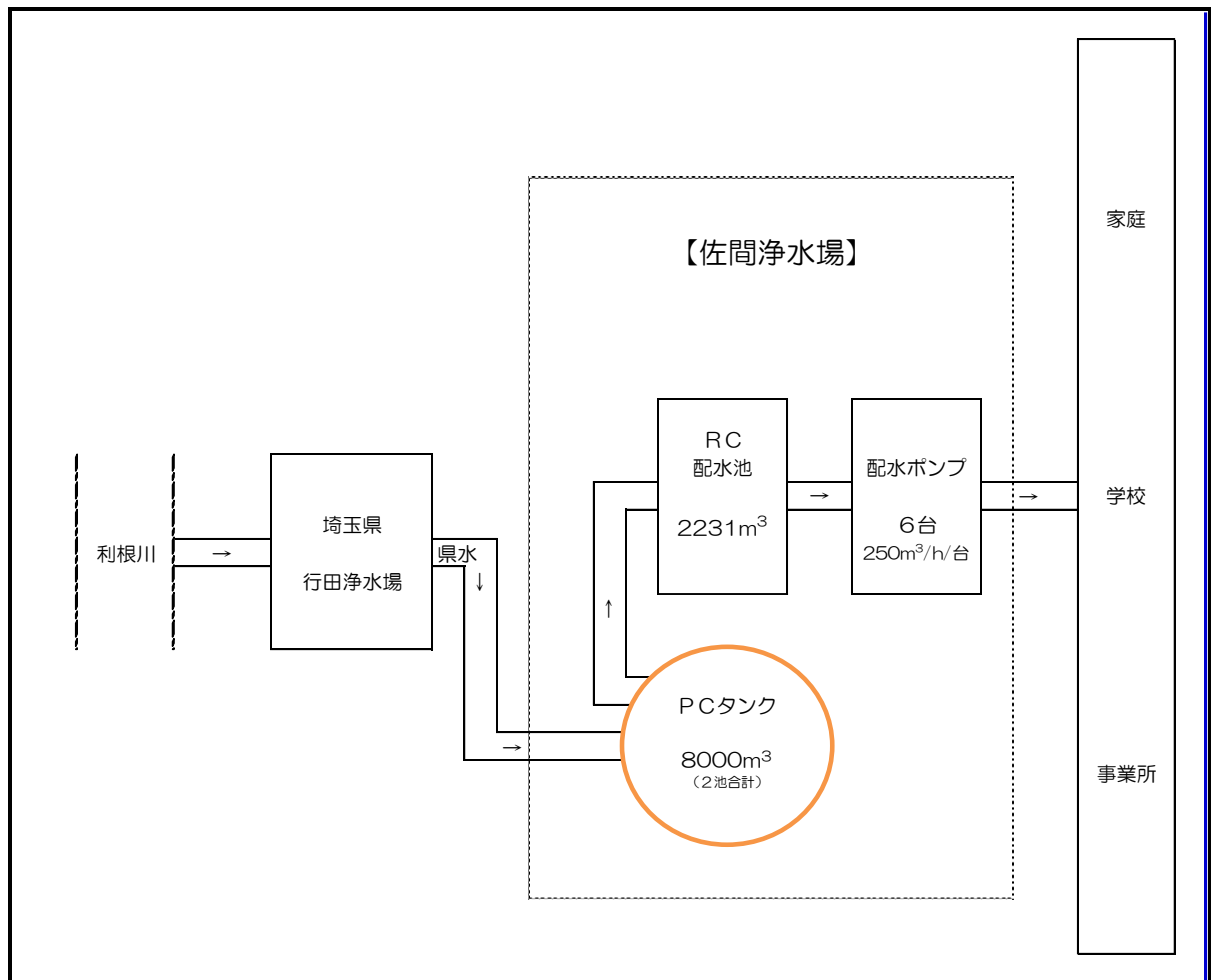 【佐間浄水場】
利根川
→
埼玉県
行田浄水場
県水
↓
→
PCタンク
8000m³
(2池合計)
↑
RC
配水池
2231m³
→
配水ポンプ
6台
250m³/h/台
→
家庭
学校
事業所